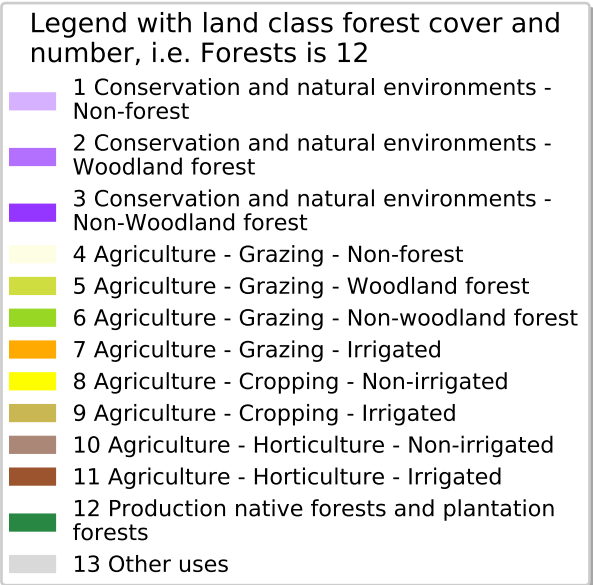 Legend with land class forest cover and
number, i.e. Forests is 12
1 Conservation and natural environments -
Non-forest
2 Conservation and natural environments -
Woodland forest
3 Conservation and natural environments -
Non-Woodland forest
4 Agriculture - Grazing - Non-forest
5 Agriculture - Grazing - Woodland forest
6 Agriculture - Grazing - Non-woodland forest
7 Agriculture - Grazing - Irrigated
8 Agriculture - Cropping - Non-irrigated
9 Agriculture - Cropping - Irrigated
10 Agriculture - Horticulture - Non-irrigated
11 Agriculture - Horticulture - Irrigated
12 Production native forests and plantation
forests
13 Other uses